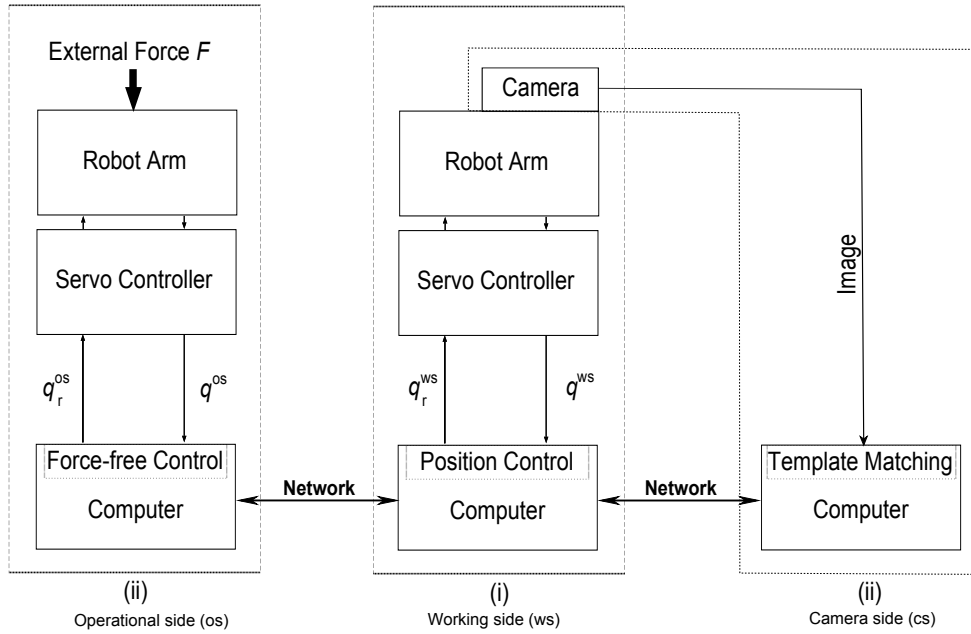 External Force F
Robot Arm
Servo Controller
q_r^os
q^os
Force-free Control
Computer
(ii)
Operational side (os)
Network
Camera
Robot Arm
Servo Controller
q_r^ws
q^ws
Position Control
Computer
(i)
Working side (ws)
Network
Image
Template Matching
Computer
(ii)
Camera side (cs)